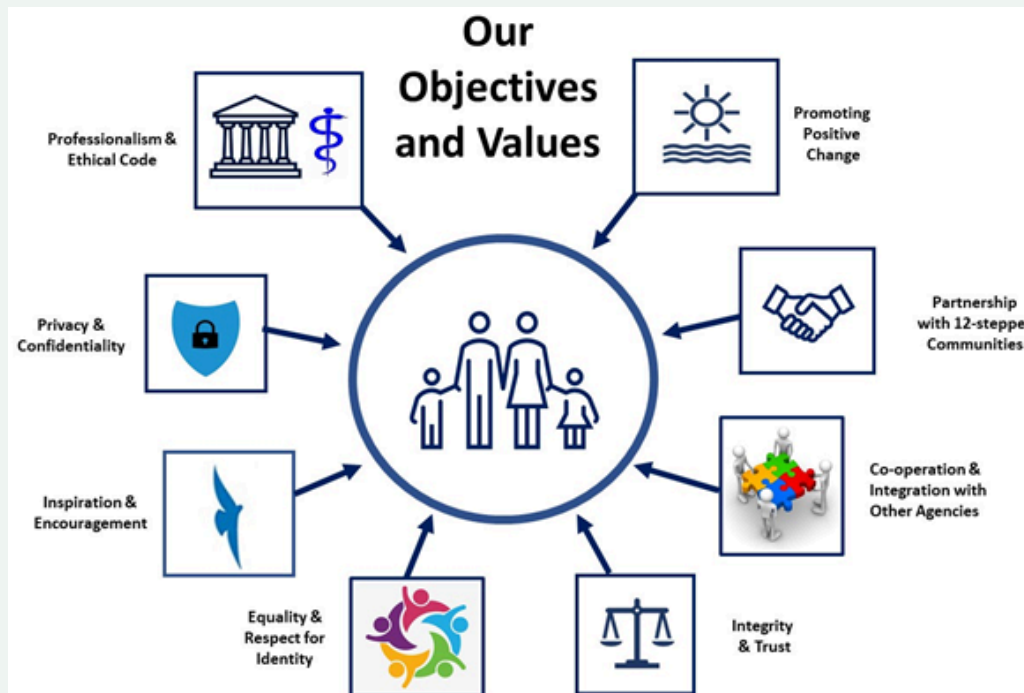 Our
Objectives
and Values
Professionalism &
Ethical Code
Promoting
Positive
Change
Privacy &
Confidentiality
Partnership
with 12-steppe
Communities
Inspiration &
Encouragement
Co-operation &
Integration with
Other Agencies
Equality &
Respect for
Identity
Integrity
& Trust